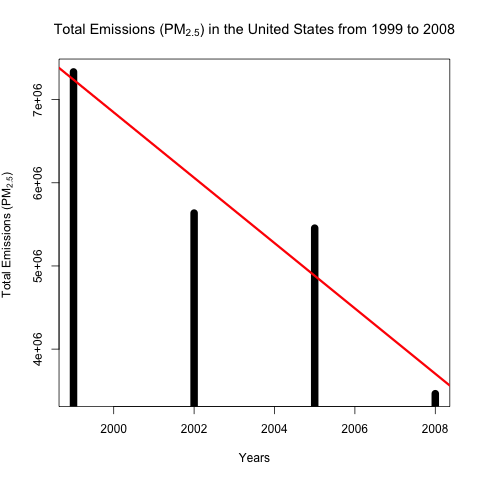 Total Emissions (PM₂.₅) in the United States from 1999 to 2008
Total Emissions (PM₂.₅)
7e+06
6e+06
5e+06
4e+06
2000 2002 2004 2006 2008
Years